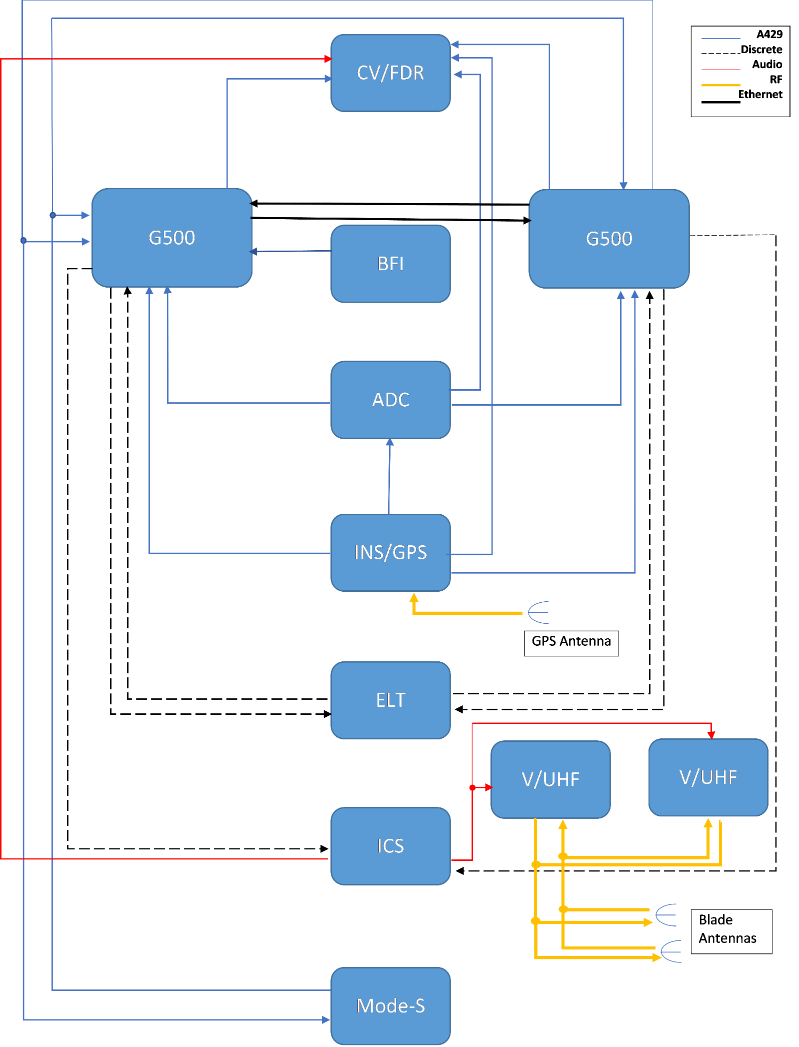 A429
Discrete
Audio
RF
Ethernet
CV/FDR
G500
G500
BFI
ADC
INS/GPS
GPS Antenna
ELT
V/UHF
V/UHF
ICS
Blade
Antennas
Mode-S